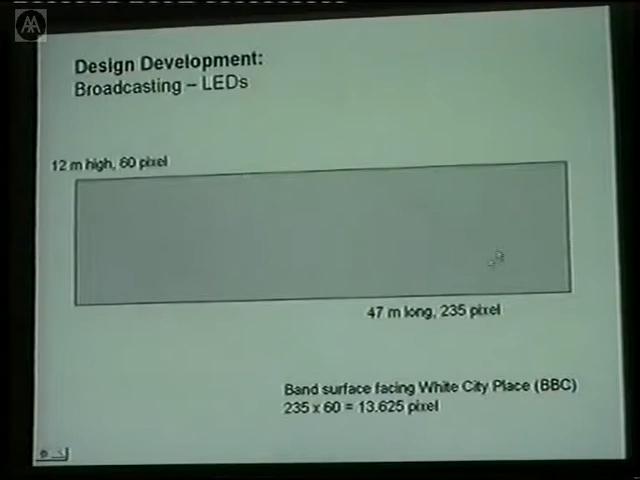 AA
Design Development:
Broadcasting – LEDs
12 m high, 60 pixel
47 m long, 235 pixel
Band surface facing White City Place (BBC)
235 x 60 = 13.625 pixel